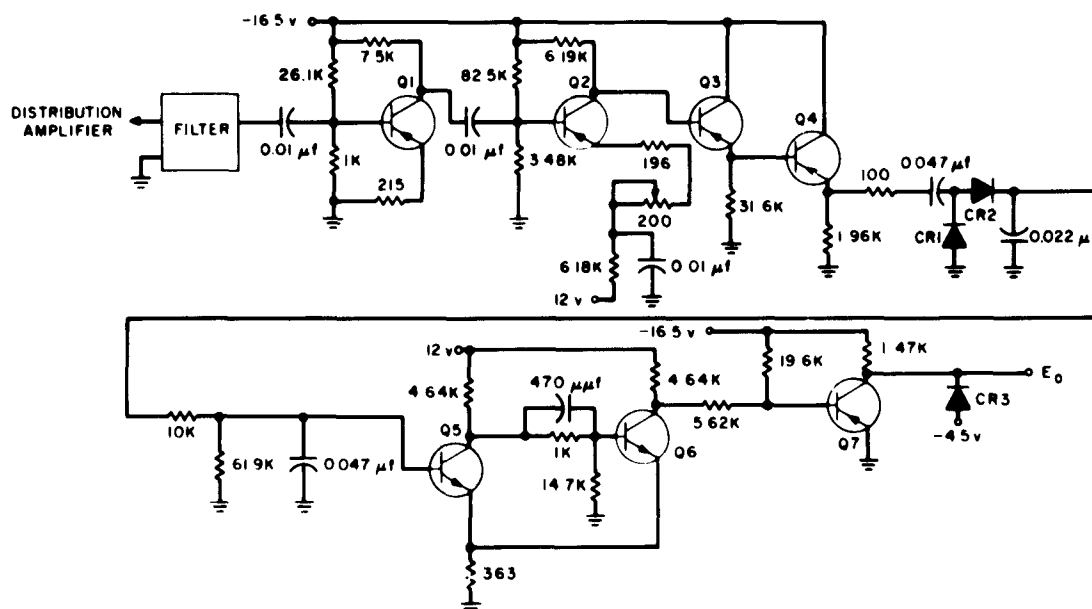 -16.5 v
7.5K
26.1K
Q1
6.19K
82.5K
Q2
Q3
Q4
DISTRIBUTION
AMPLIFIER
FILTER
0.01 μf
1K
215
0.01 μf
3.48K
196
200
31.6K
100
0.047 μf
CR2
CR1
0.022 μ
1.96K
6.18K
0.01 μf
12 v
-16.5 v
12 v
4.64K
470 μμf
4.64K
19.6K
1.47K
E0
CR3
-4.5v
10K
Q5
1K
Q6
5.62K
Q7
61.9K
0.047 μf
14.7K
363